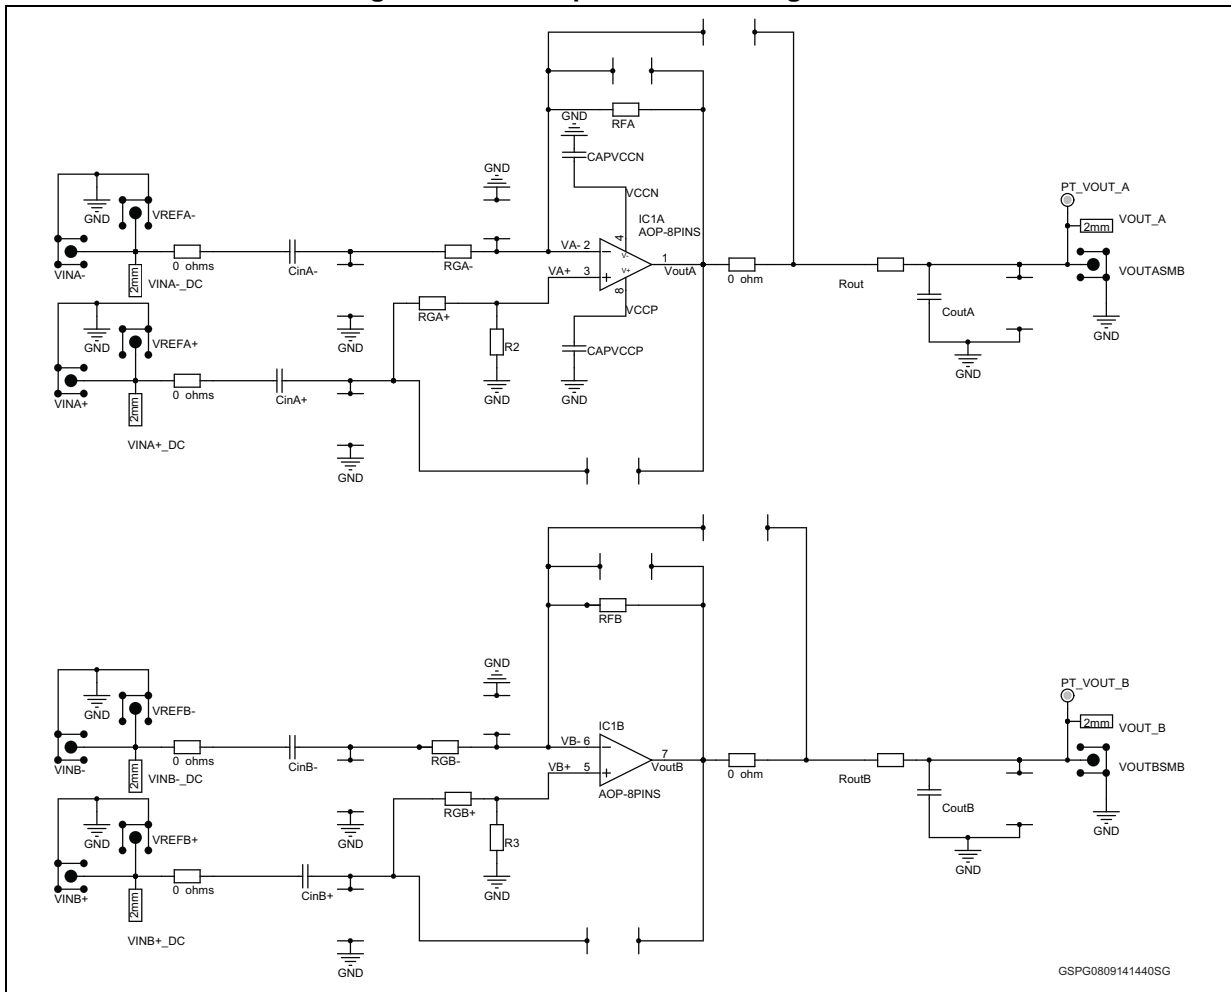 GND
RFA
CAPVCCN
GND
VCCN
GND
VREFA-
VINA-
0 ohms
2mm
VINA-_DC
CinA-
RGA-
VA- 2
4
IC1A
AOP-8PINS
V-
V+
1
VoutA
VA+ 3
8
VCCP
RGA+
R2
GND
CAPVCCP
GND
GND
GND
VREFA+
VINA+
0 ohms
2mm
VINA+_DC
CinA+
GND
0 ohm
Rout
CoutA
GND
PT_VOUT_A
2mm
VOUT_A
VOUTASMB
GND
RFB
GND
GND
VREFB-
VINB-
0 ohms
2mm
VINB-_DC
CinB-
RGB-
VB- 6
IC1B
7
VoutB
VB+ 5
AOP-8PINS
RGB+
R3
GND
GND
GND
VREFB+
VINB+
0 ohms
2mm
VINB+_DC
CinB+
GND
0 ohm
RoutB
CoutB
GND
PT_VOUT_B
2mm
VOUT_B
VOUTBSMB
GND
GSPG0809141440SG